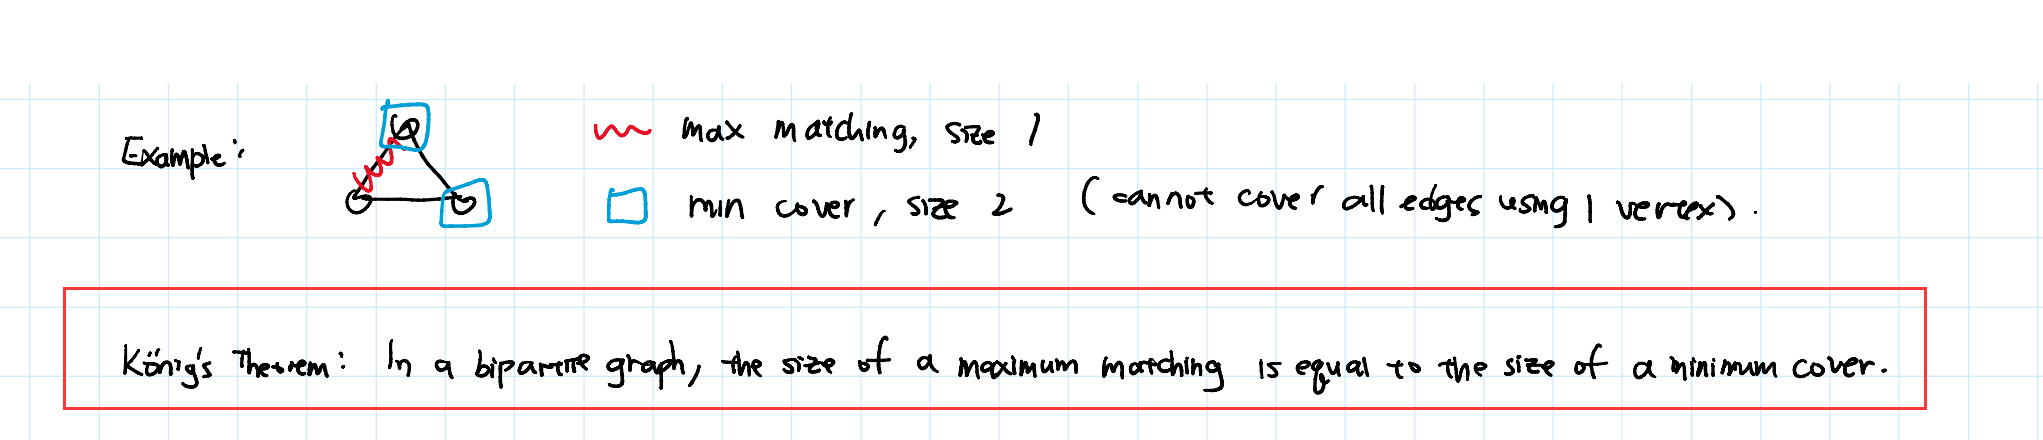 Example:
max matching, size 1
min cover, size 2 (cannot cover all edges using 1 vertex).
König's Theorem: In a bipartite graph, the size of a maximum matching is equal to the size of a minimum cover.